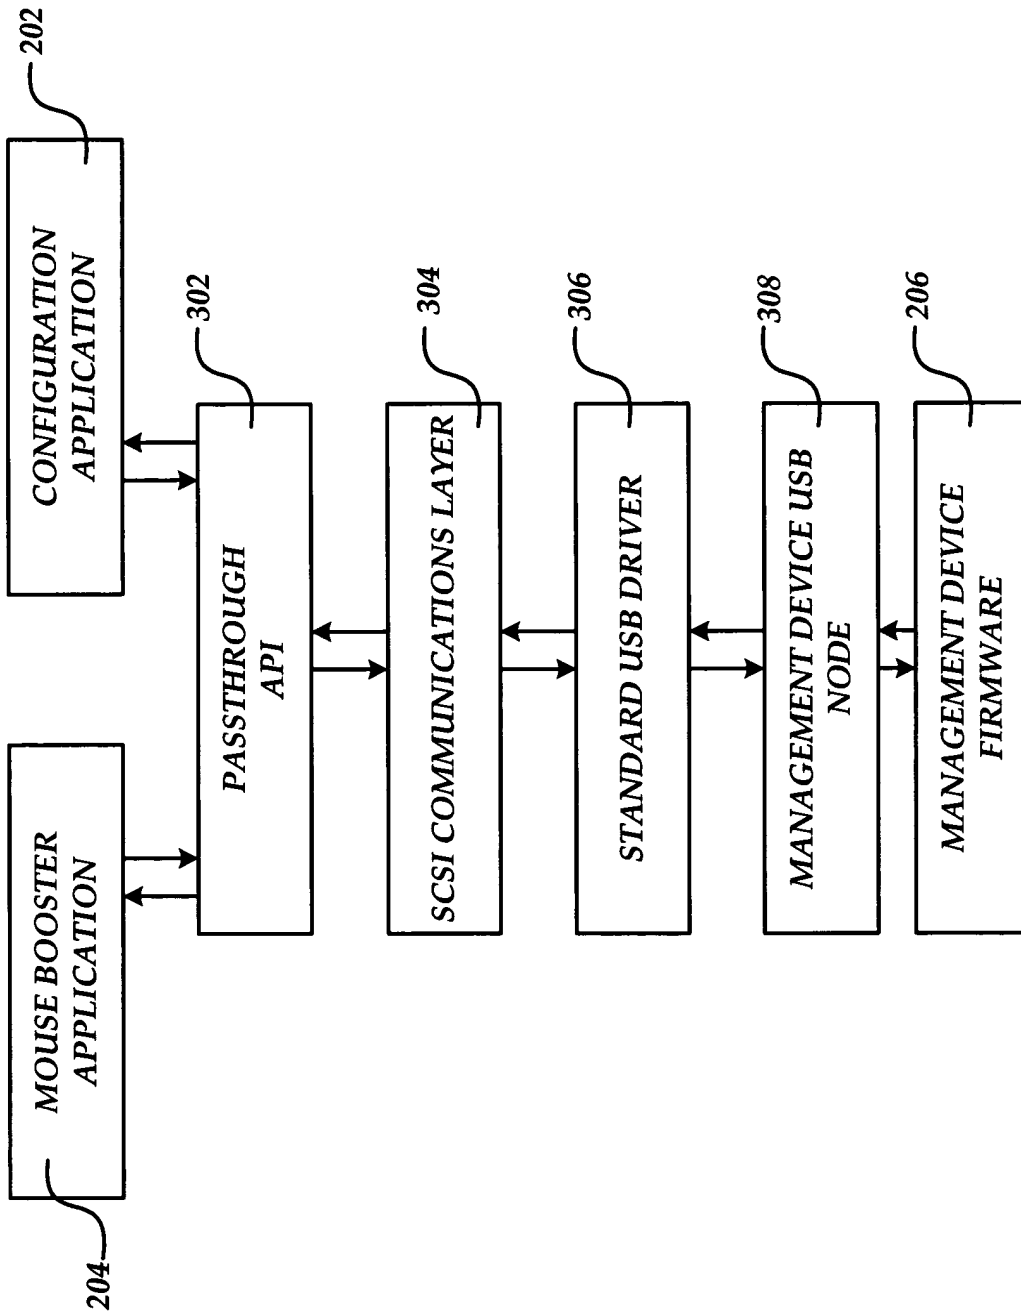 204
MOUSE BOOSTER
APPLICATION
CONFIGURATION
APPLICATION
202
PASSTHROUGH
API
302
SCSI COMMUNICATIONS LAYER
304
STANDARD USB DRIVER
306
MANAGEMENT DEVICE USB
NODE
308
MANAGEMENT DEVICE
FIRMWARE
206